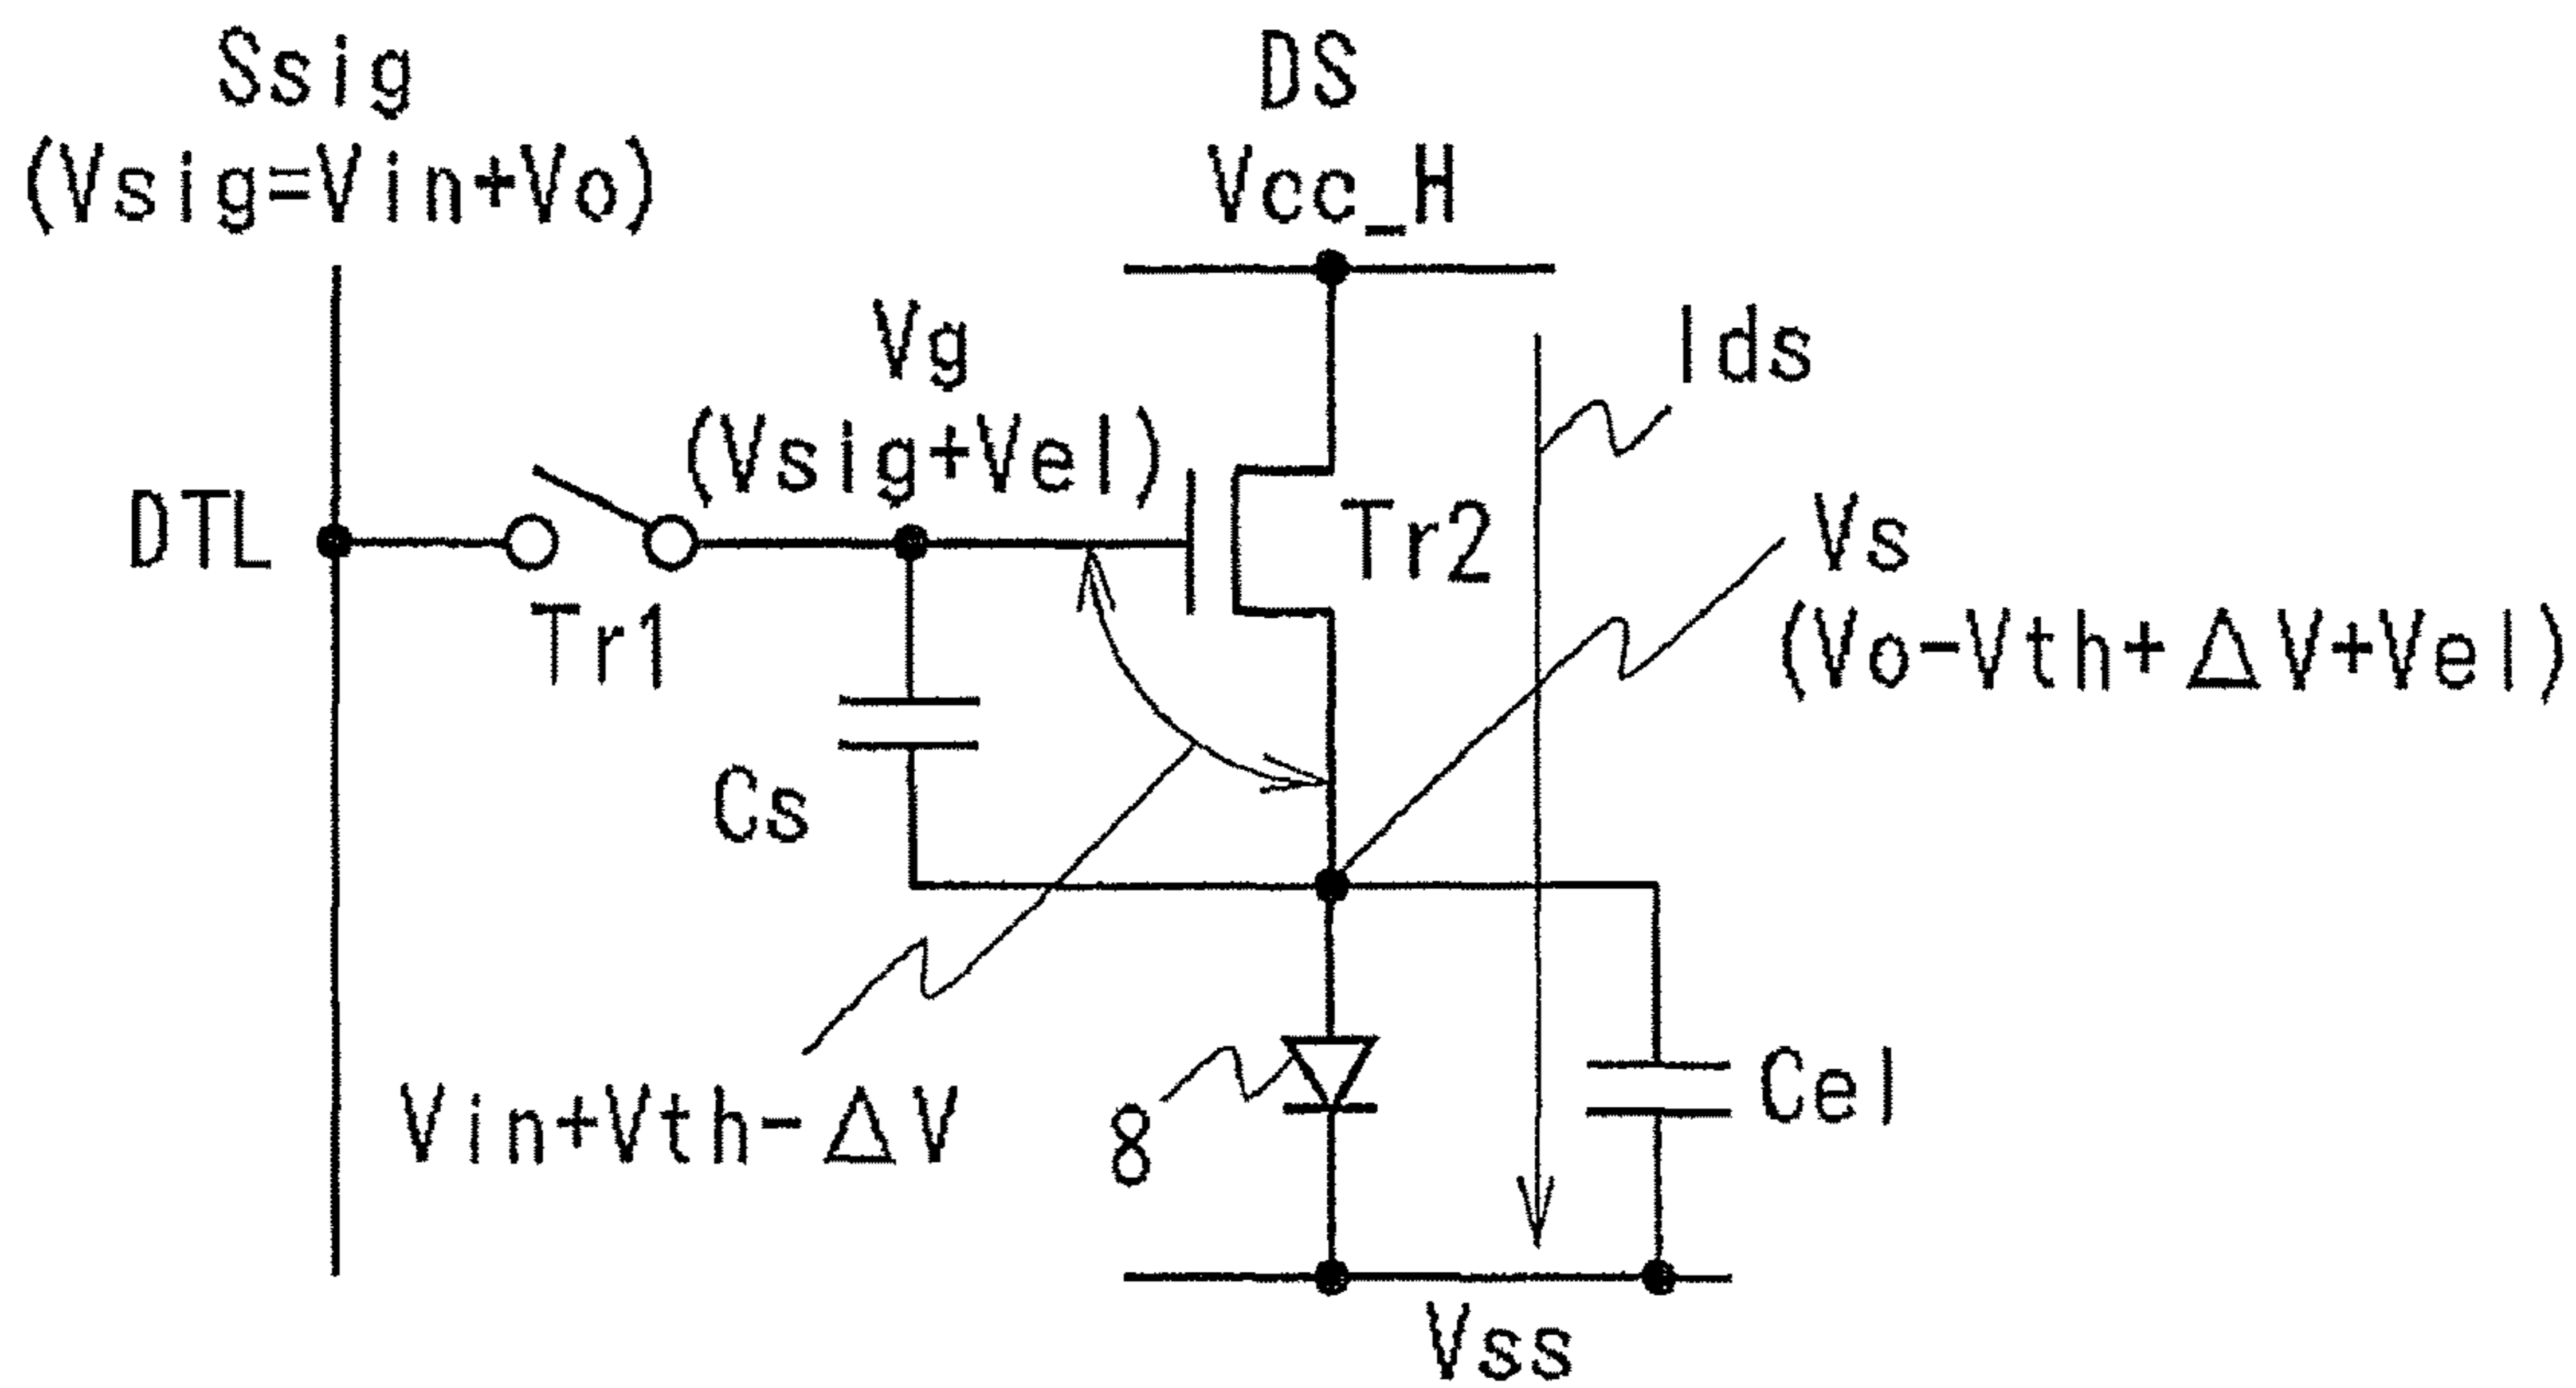 Ssig
(Vsig=Vin+Vo)
DS
Vcc_H
Vg
(Vsig+Vel)
Ids
DTL
Tr1
Tr2
Vs
(Vo-Vth+ΔV+Vel)
Cs
Vin+Vth-ΔV
8
Cel
Vss